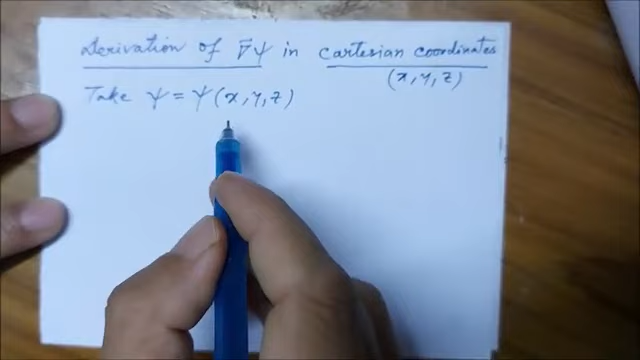 Derivation of ∇⃗ψ in cartesian coordinates
(x, y, z)
Take ψ = ψ(x, y, z)